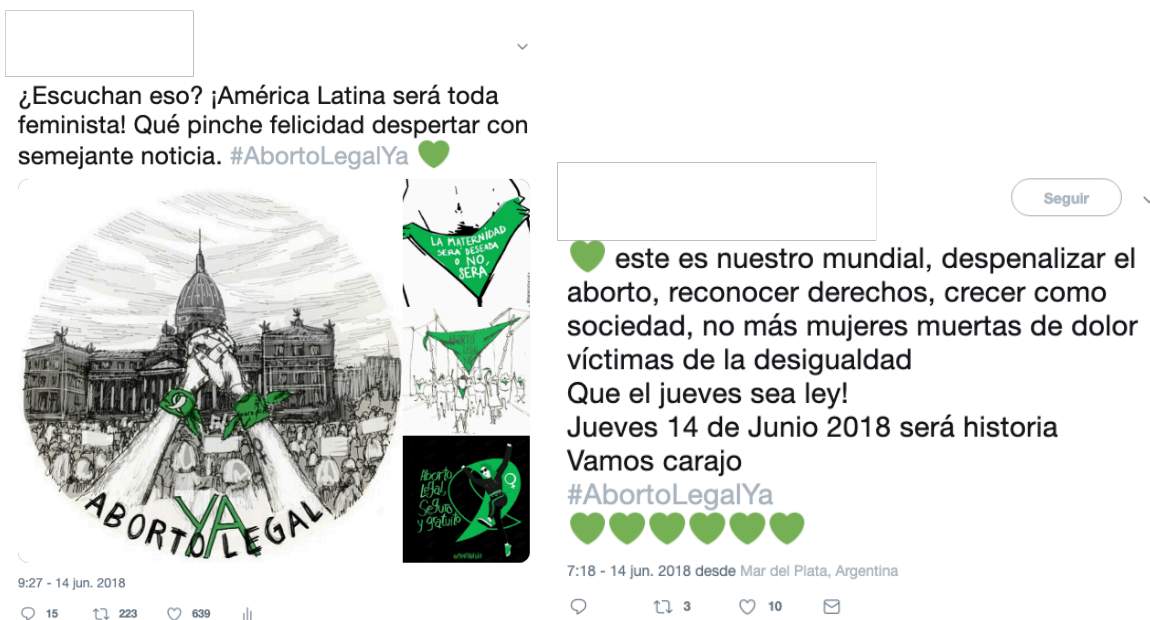 ¿Escuchan eso? ¡América Latina será toda
feminista! Qué pinche felicidad despertar con
semejante noticia. #AbortoLegalYa 💚
LA MATERNIDAD
SERA DESEADA
O NO,
SERÁ
ABORTO LEGAL
YA
Aborto
Legal,
Seguro
y gratuito
9:27 - 14 jun. 2018
15 223 639
Seguir
💚 este es nuestro mundial, despenalizar el
aborto, reconocer derechos, crecer como
sociedad, no más mujeres muertas de dolor
víctimas de la desigualdad
Que el jueves sea ley!
Jueves 14 de Junio 2018 será historia
Vamos carajo
#AbortoLegalYa
💚💚💚💚💚💚
7:18 - 14 jun. 2018 desde Mar del Plata, Argentina
3 10